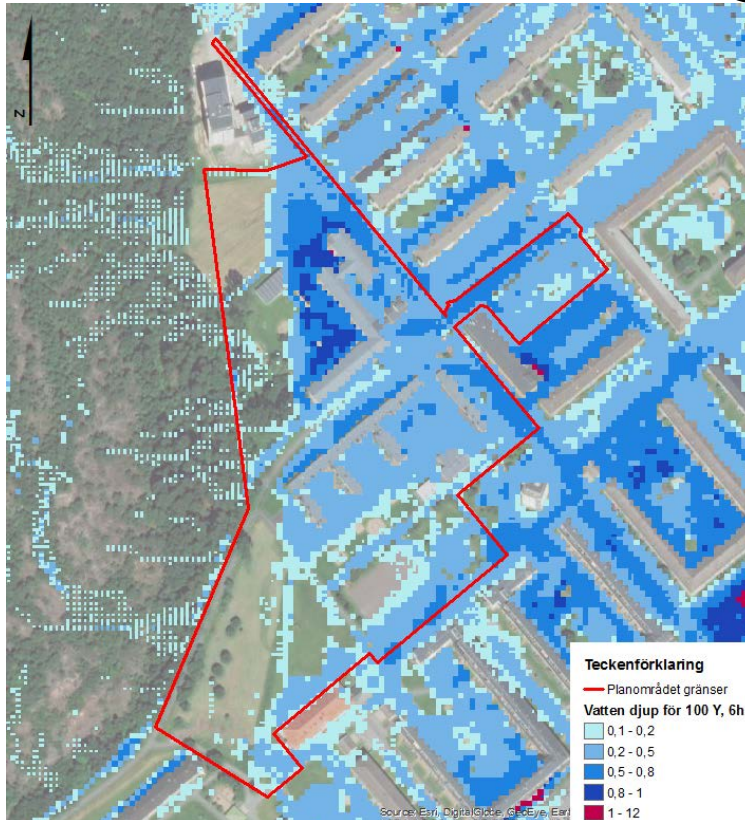 N
Teckenförklaring
Planområdet gränser
Vatten djup för 100 Y, 6h
0,1 - 0,2
0,2 - 0,5
0,5 - 0,8
0,8 - 1
1 - 12
Source: Esri, DigitalGlobe, GeoEye, Eart